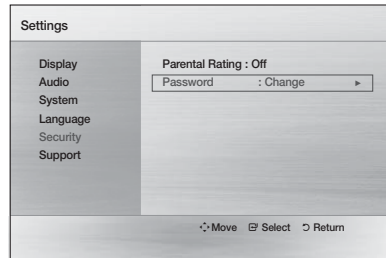 Settings
Display
Audio
System
Language
Security
Support
Parental Rating : Off
Password : Change ►
Move Select Return